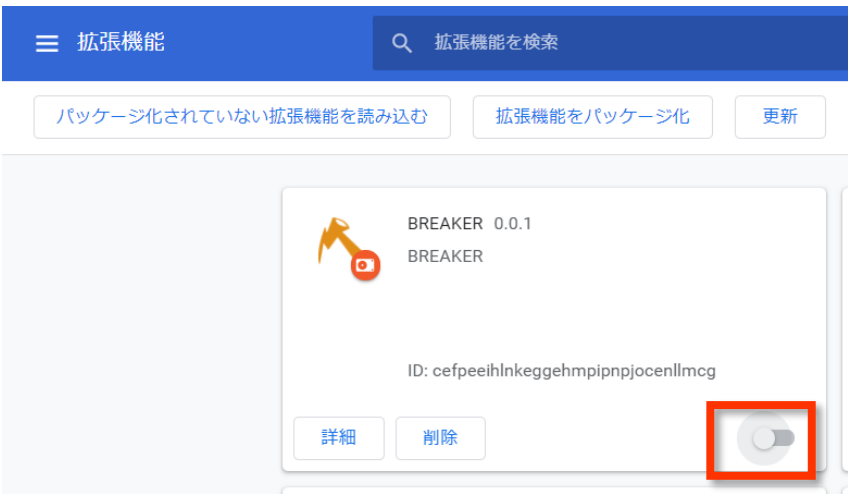 拡張機能
拡張機能を検索
パッケージ化されていない拡張機能を読み込む
拡張機能をパッケージ化
更新
BREAKER 0.0.1
BREAKER
ID: cefpeeihlnkeggehmpipnpjocenllmcg
詳細
削除